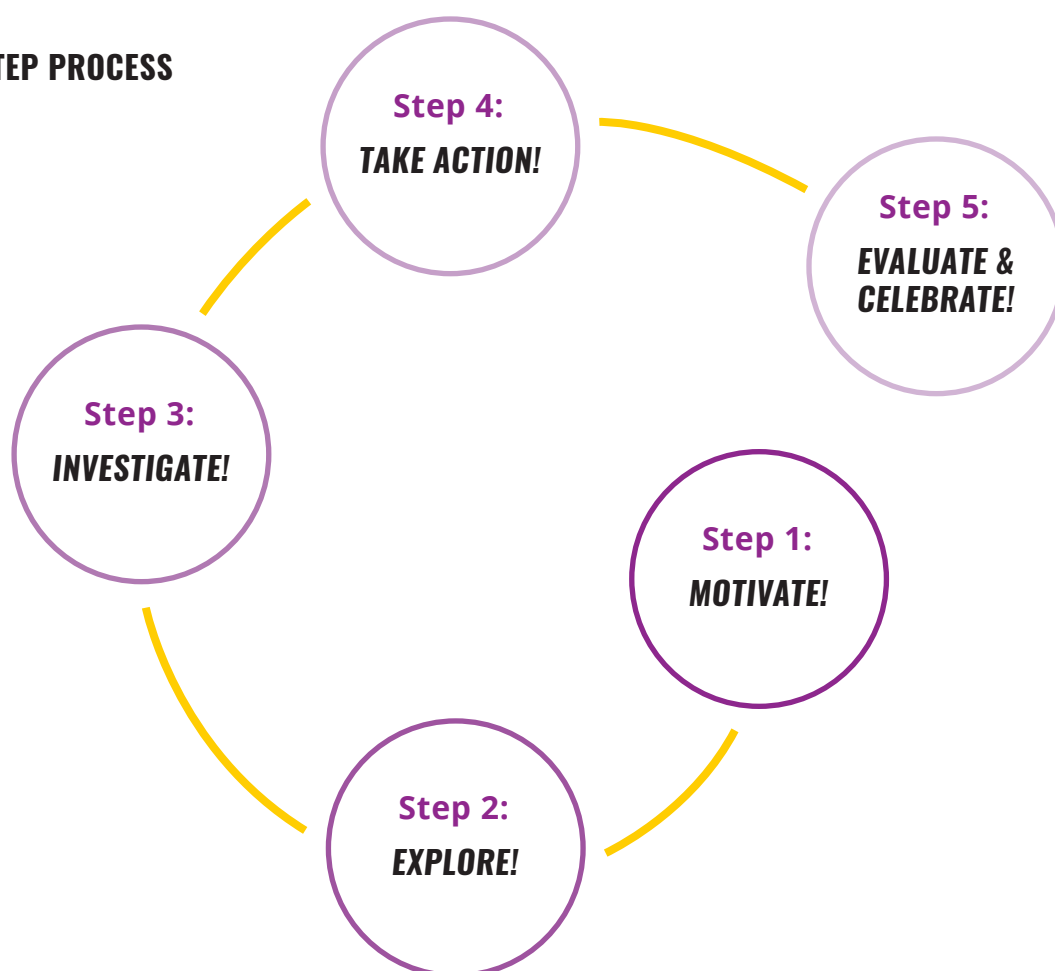 TEP PROCESS
Step 4:
TAKE ACTION!
Step 5:
EVALUATE &
CELEBRATE!
Step 3:
INVESTIGATE!
Step 1:
MOTIVATE!
Step 2:
EXPLORE!